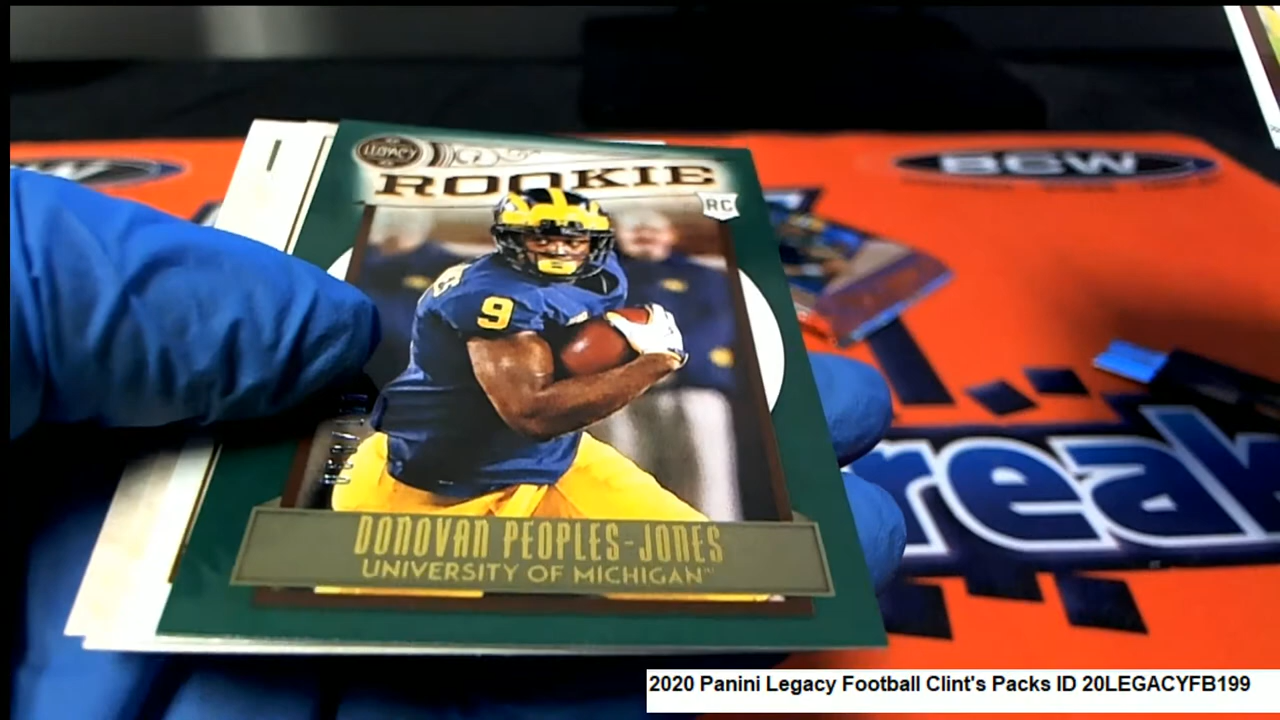 BCW
LEGACY
ROOKIE
RC
9
DONOVAN PEOPLES-JONES
UNIVERSITY OF MICHIGAN™
reak
2020 Panini Legacy Football Clint's Packs ID 20LEGACYFB199